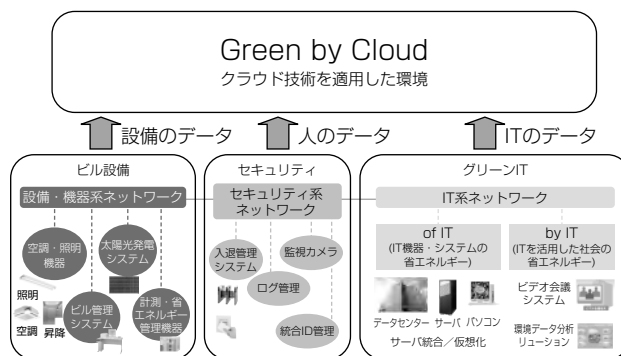 Green by Cloud
クラウド技術を適用した環境
設備のデータ
人のデータ
ITのデータ
ビル設備
設備・機器系ネットワーク
空調・照明
機器
太陽光発電
システム
照明
空調
昇降
ビル管理
システム
計測・省
エネルギー
管理機器
セキュリティ
セキュリティ系
ネットワーク
入退管理
システム
監視カメラ
ログ管理
統合ID管理
グリーンIT
IT系ネットワーク
of IT
(IT機器・システムの
省エネルギー)
by IT
(ITを活用した社会の
省エネルギー)
データセンター
サーバ
パソコン
サーバ統合／仮想化
ビデオ会議
システム
環境データ分析
リューション